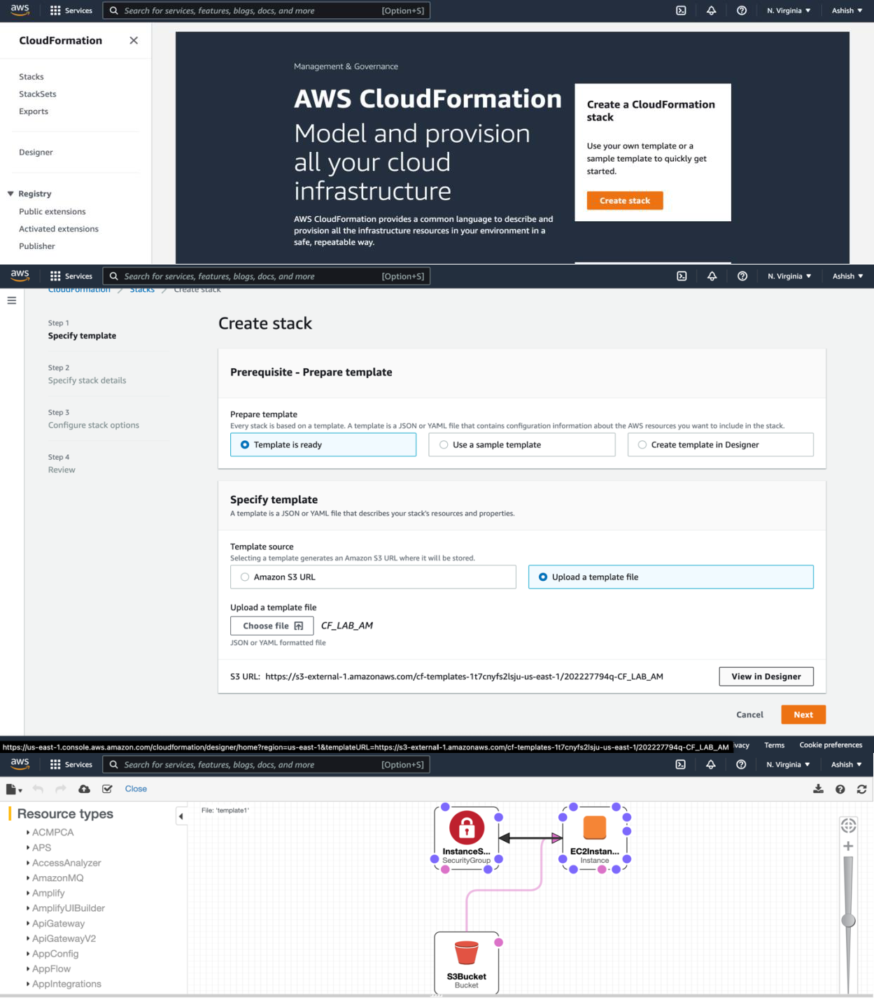 aws
Services
Search for services, features, blogs, docs, and more
[Option+S]
N. Virginia ▼
Ashish ▼
CloudFormation
Stacks
StackSets
Exports
Designer
Registry
Public extensions
Activated extensions
Publisher
Management & Governance
AWS CloudFormation
Model and provision
all your cloud
infrastructure
AWS CloudFormation provides a common language to describe and
provision all the infrastructure resources in your environment in a
safe, repeatable way.
Create a CloudFormation
stack
Use your own template or a
sample template to quickly get
started.
Create stack
aws
Services
Search for services, features, blogs, docs, and more
[Option+S]
N. Virginia ▼
Ashish ▼
CloudFormation / Stacks / Create stack
Step 1
Specify template
Step 2
Specify stack details
Step 3
Configure stack options
Step 4
Review
Create stack
Prerequisite - Prepare template
Prepare template
Every stack is based on a template. A template is a JSON or YAML file that contains configuration information about the AWS resources you want to include in the stack.
Template is ready
Use a sample template
Create template in Designer
Specify template
A template is a JSON or YAML file that describes your stack's resources and properties.
Template source
Selecting a template generates an Amazon S3 URL where it will be stored.
Amazon S3 URL
Upload a template file
Upload a template file
Choose file
CF_LAB_AM
JSON or YAML formatted file
S3 URL: https://s3-external-1.amazonaws.com/cf-templates-1t7cnyfs2lsju-us-east-1/202227794q-CF_LAB_AM
View in Designer
Cancel
Next
https://us-east-1.console.aws.amazon.com/cloudformation/designer/home?region=us-east-1&templateURL=https://s3-external-1.amazonaws.com/cf-templates-1t7cnyfs2lsju-us-east-1/202227794q-CF_LAB_AM
vacy
Terms
Cookie preferences
aws
Services
Search for services, features, blogs, docs, and more
[Option+S]
N. Virginia ▼
Ashish ▼
Close
Resource types
ACMPCA
APS
AccessAnalyzer
AmazonMQ
Amplify
AmplifyUIBuilder
ApiGateway
ApiGatewayV2
AppConfig
AppFlow
AppIntegrations
File: 'template1'
InstanceS...
SecurityGroup
EC2Instan...
Instance
S3Bucket
Bucket